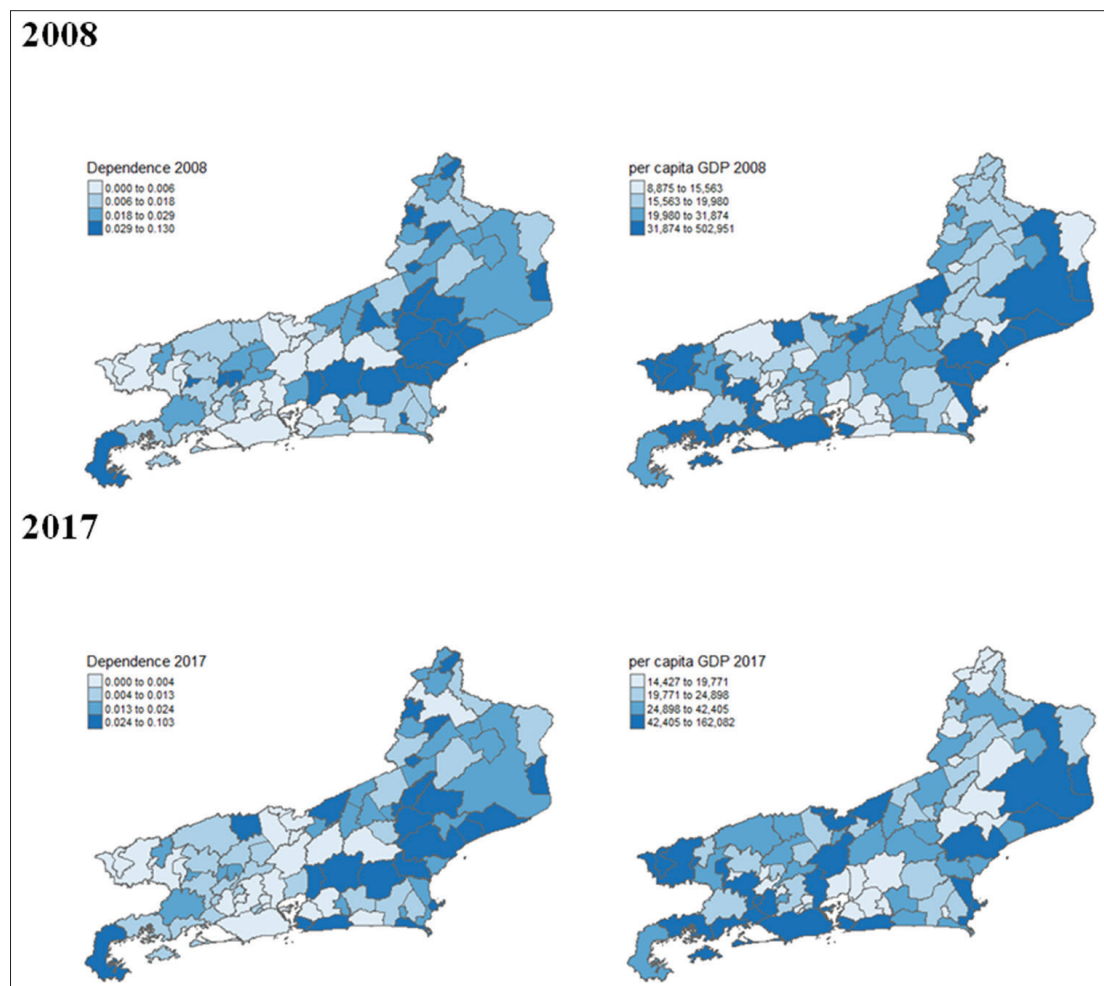 2008
Dependence 2008
0.000 to 0.006
0.006 to 0.018
0.018 to 0.029
0.029 to 0.130
per capita GDP 2008
8,875 to 15,563
15,563 to 19,980
19,980 to 31,874
31,874 to 502,951
2017
Dependence 2017
0.000 to 0.004
0.004 to 0.013
0.013 to 0.024
0.024 to 0.103
per capita GDP 2017
14,427 to 19,771
19,771 to 24,898
24,898 to 42,405
42,405 to 162,082